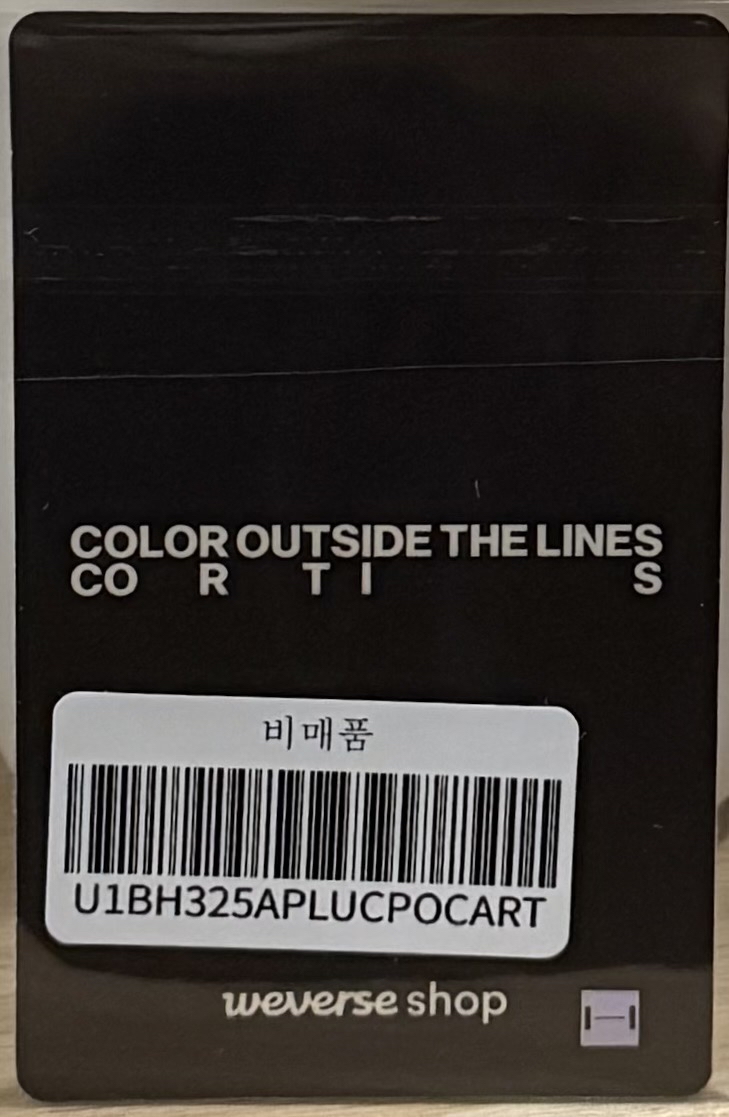 COLOR OUTSIDE THE LINES
CO R T I S
비매품
U1BH325APLUCPOCART
weverse shop